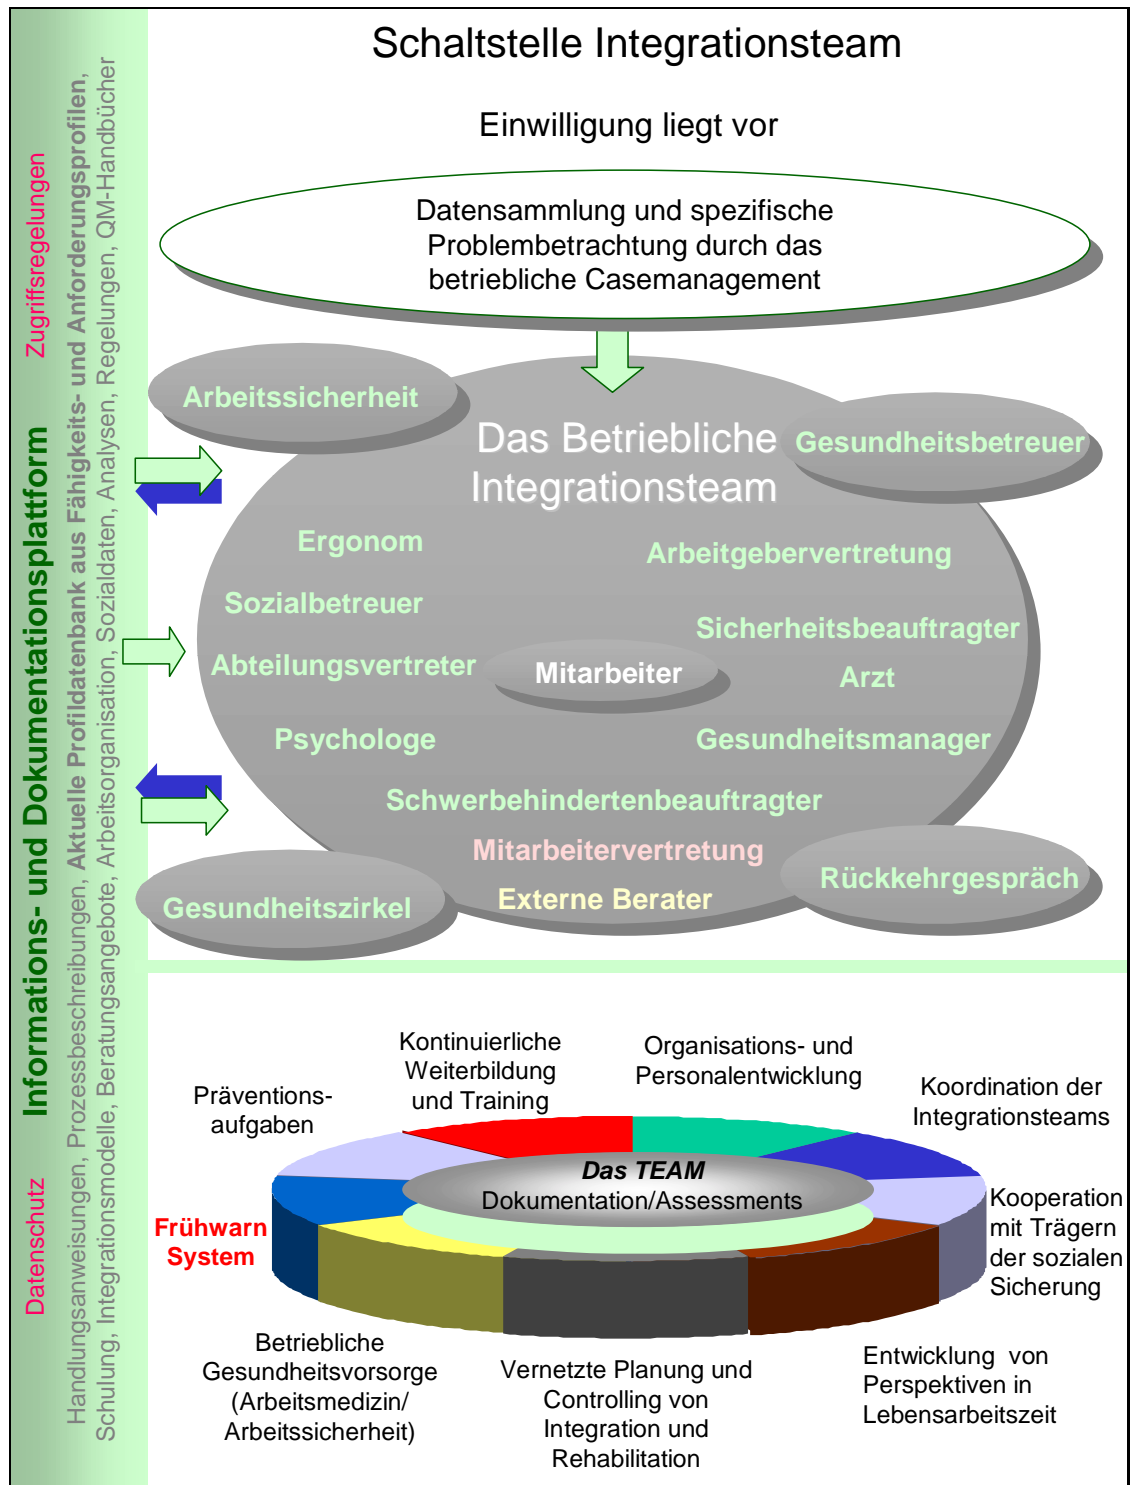 Schaltstelle Integrationsteam
Einwilligung liegt vor
Datensammlung und spezifische
Problembetrachtung durch das
betriebliche Casemanagement
Arbeitssicherheit
Das Betriebliche
Integrationsteam
Gesundheitsbetreuer
Ergonom
Arbeitgebervertretung
Sozialbetreuer
Sicherheitsbeauftragter
Abteilungsvertreter
Mitarbeiter
Arzt
Psychologe
Gesundheitsmanager
Schwerbehindertenbeauftragter
Mitarbeitervertretung
Externe Berater
Rückkehrgespräch
Gesundheitszirkel
Datenschutz
Informations- und Dokumentationsplattform
Zugriffsregelungen
Handlungsanweisungen, Prozessbeschreibungen, Aktuelle Profildatenbank aus Fähigkeits- und Anforderungsprofilen,
Schulung, Integrationsmodelle, Beratungsangebote, Arbeitsorganisation, Sozialdaten, Analysen, Regelungen, QM-Handbücher
Kontinuierliche
Weiterbildung
und Training
Organisations- und
Personalentwicklung
Präventions-
aufgaben
Koordination der
Integrationsteams
Das TEAM
Dokumentation/Assessments
Frühwarn
System
Kooperation
mit Trägern
der sozialen
Sicherung
Betriebliche
Gesundheitsvorsorge
(Arbeitsmedizin/
Arbeitssicherheit)
Vernetzte Planung und
Controlling von
Integration und
Rehabilitation
Entwicklung von
Perspektiven in
Lebensarbeitszeit